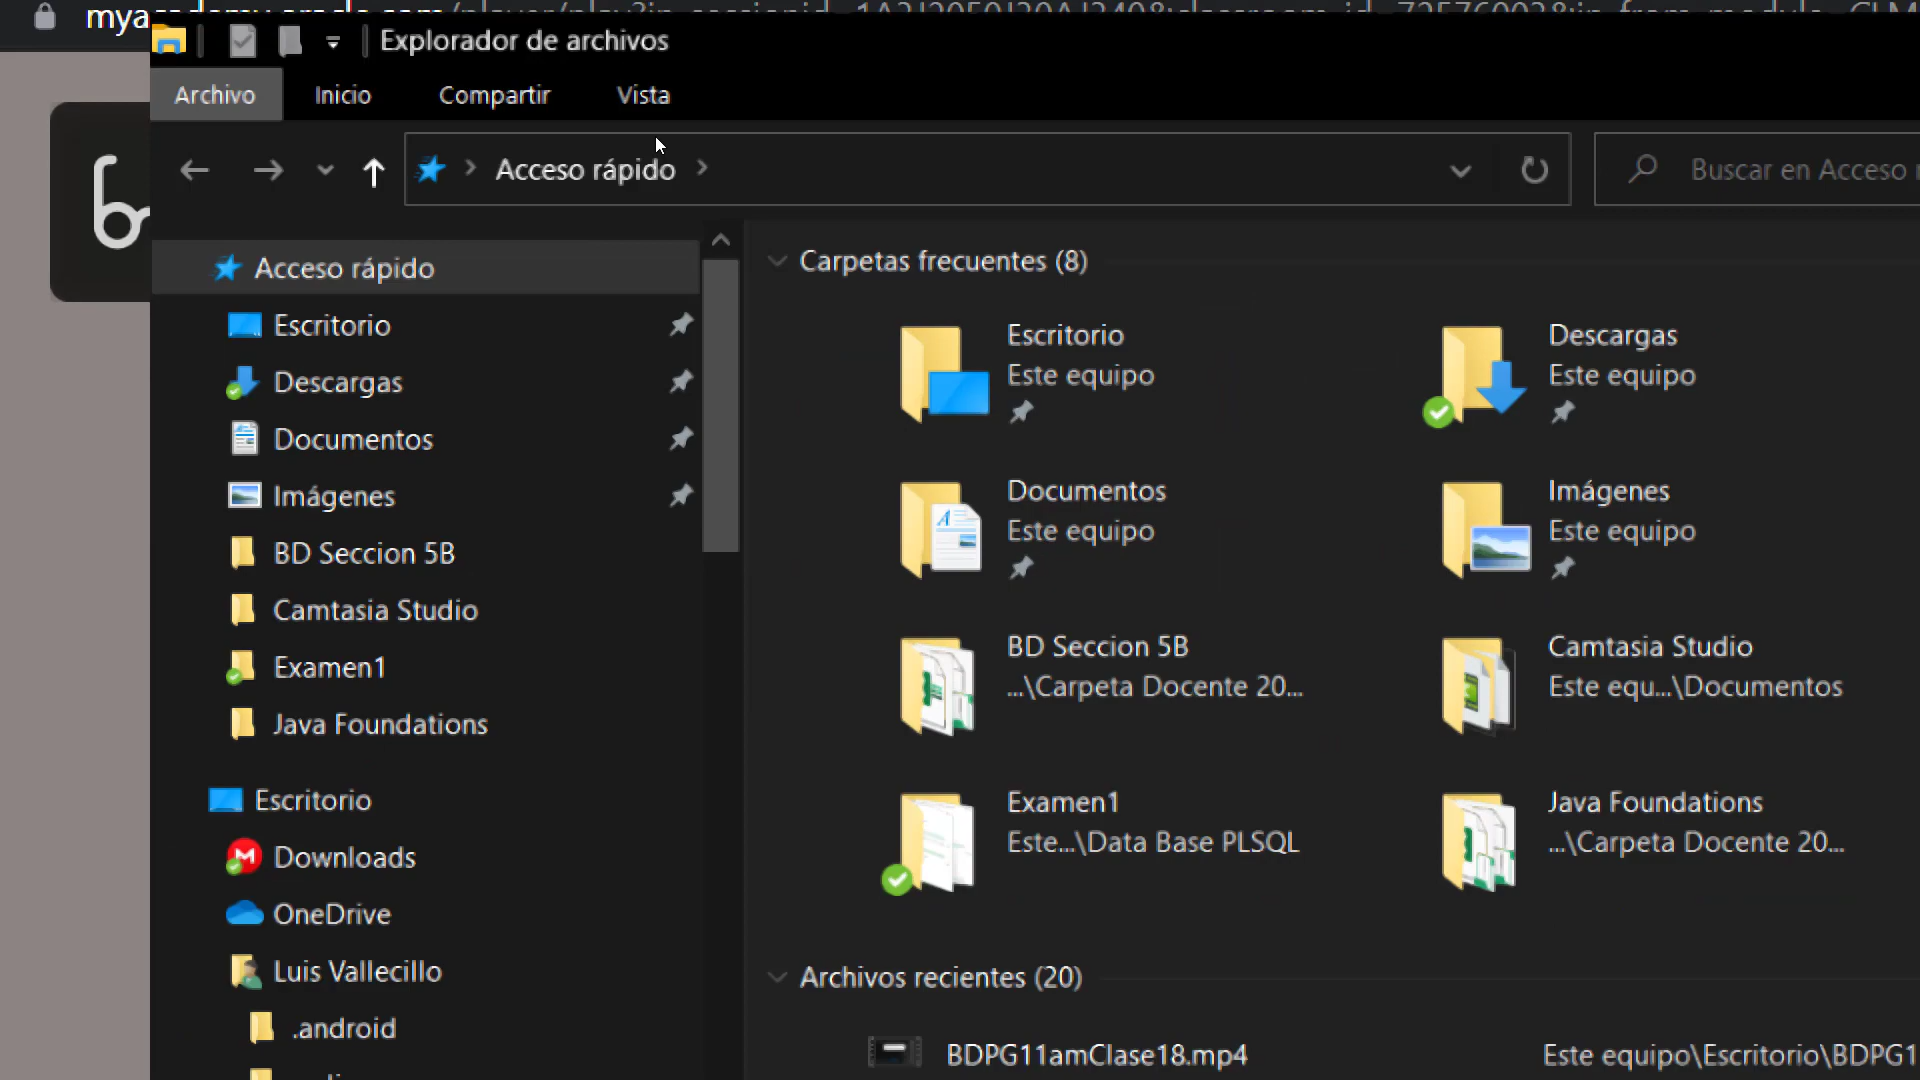 Explorador de archivos
Archivo Inicio Compartir Vista
Acceso rápido
Buscar en Acceso
Acceso rápido
Escritorio
Descargas
Documentos
Imágenes
BD Seccion 5B
Camtasia Studio
Examen1
Java Foundations
Escritorio
Downloads
OneDrive
Luis Vallecillo
.android
Carpetas frecuentes (8)
Escritorio
Este equipo
Descargas
Este equipo
Documentos
Este equipo
Imágenes
Este equipo
BD Seccion 5B
...\Carpeta Docente 20...
Camtasia Studio
Este equ...\Documentos
Examen1
Este...\Data Base PLSQL
Java Foundations
...\Carpeta Docente 20...
Archivos recientes (20)
BDPG11amClase18.mp4
Este equipo\Escritorio\BDPG1